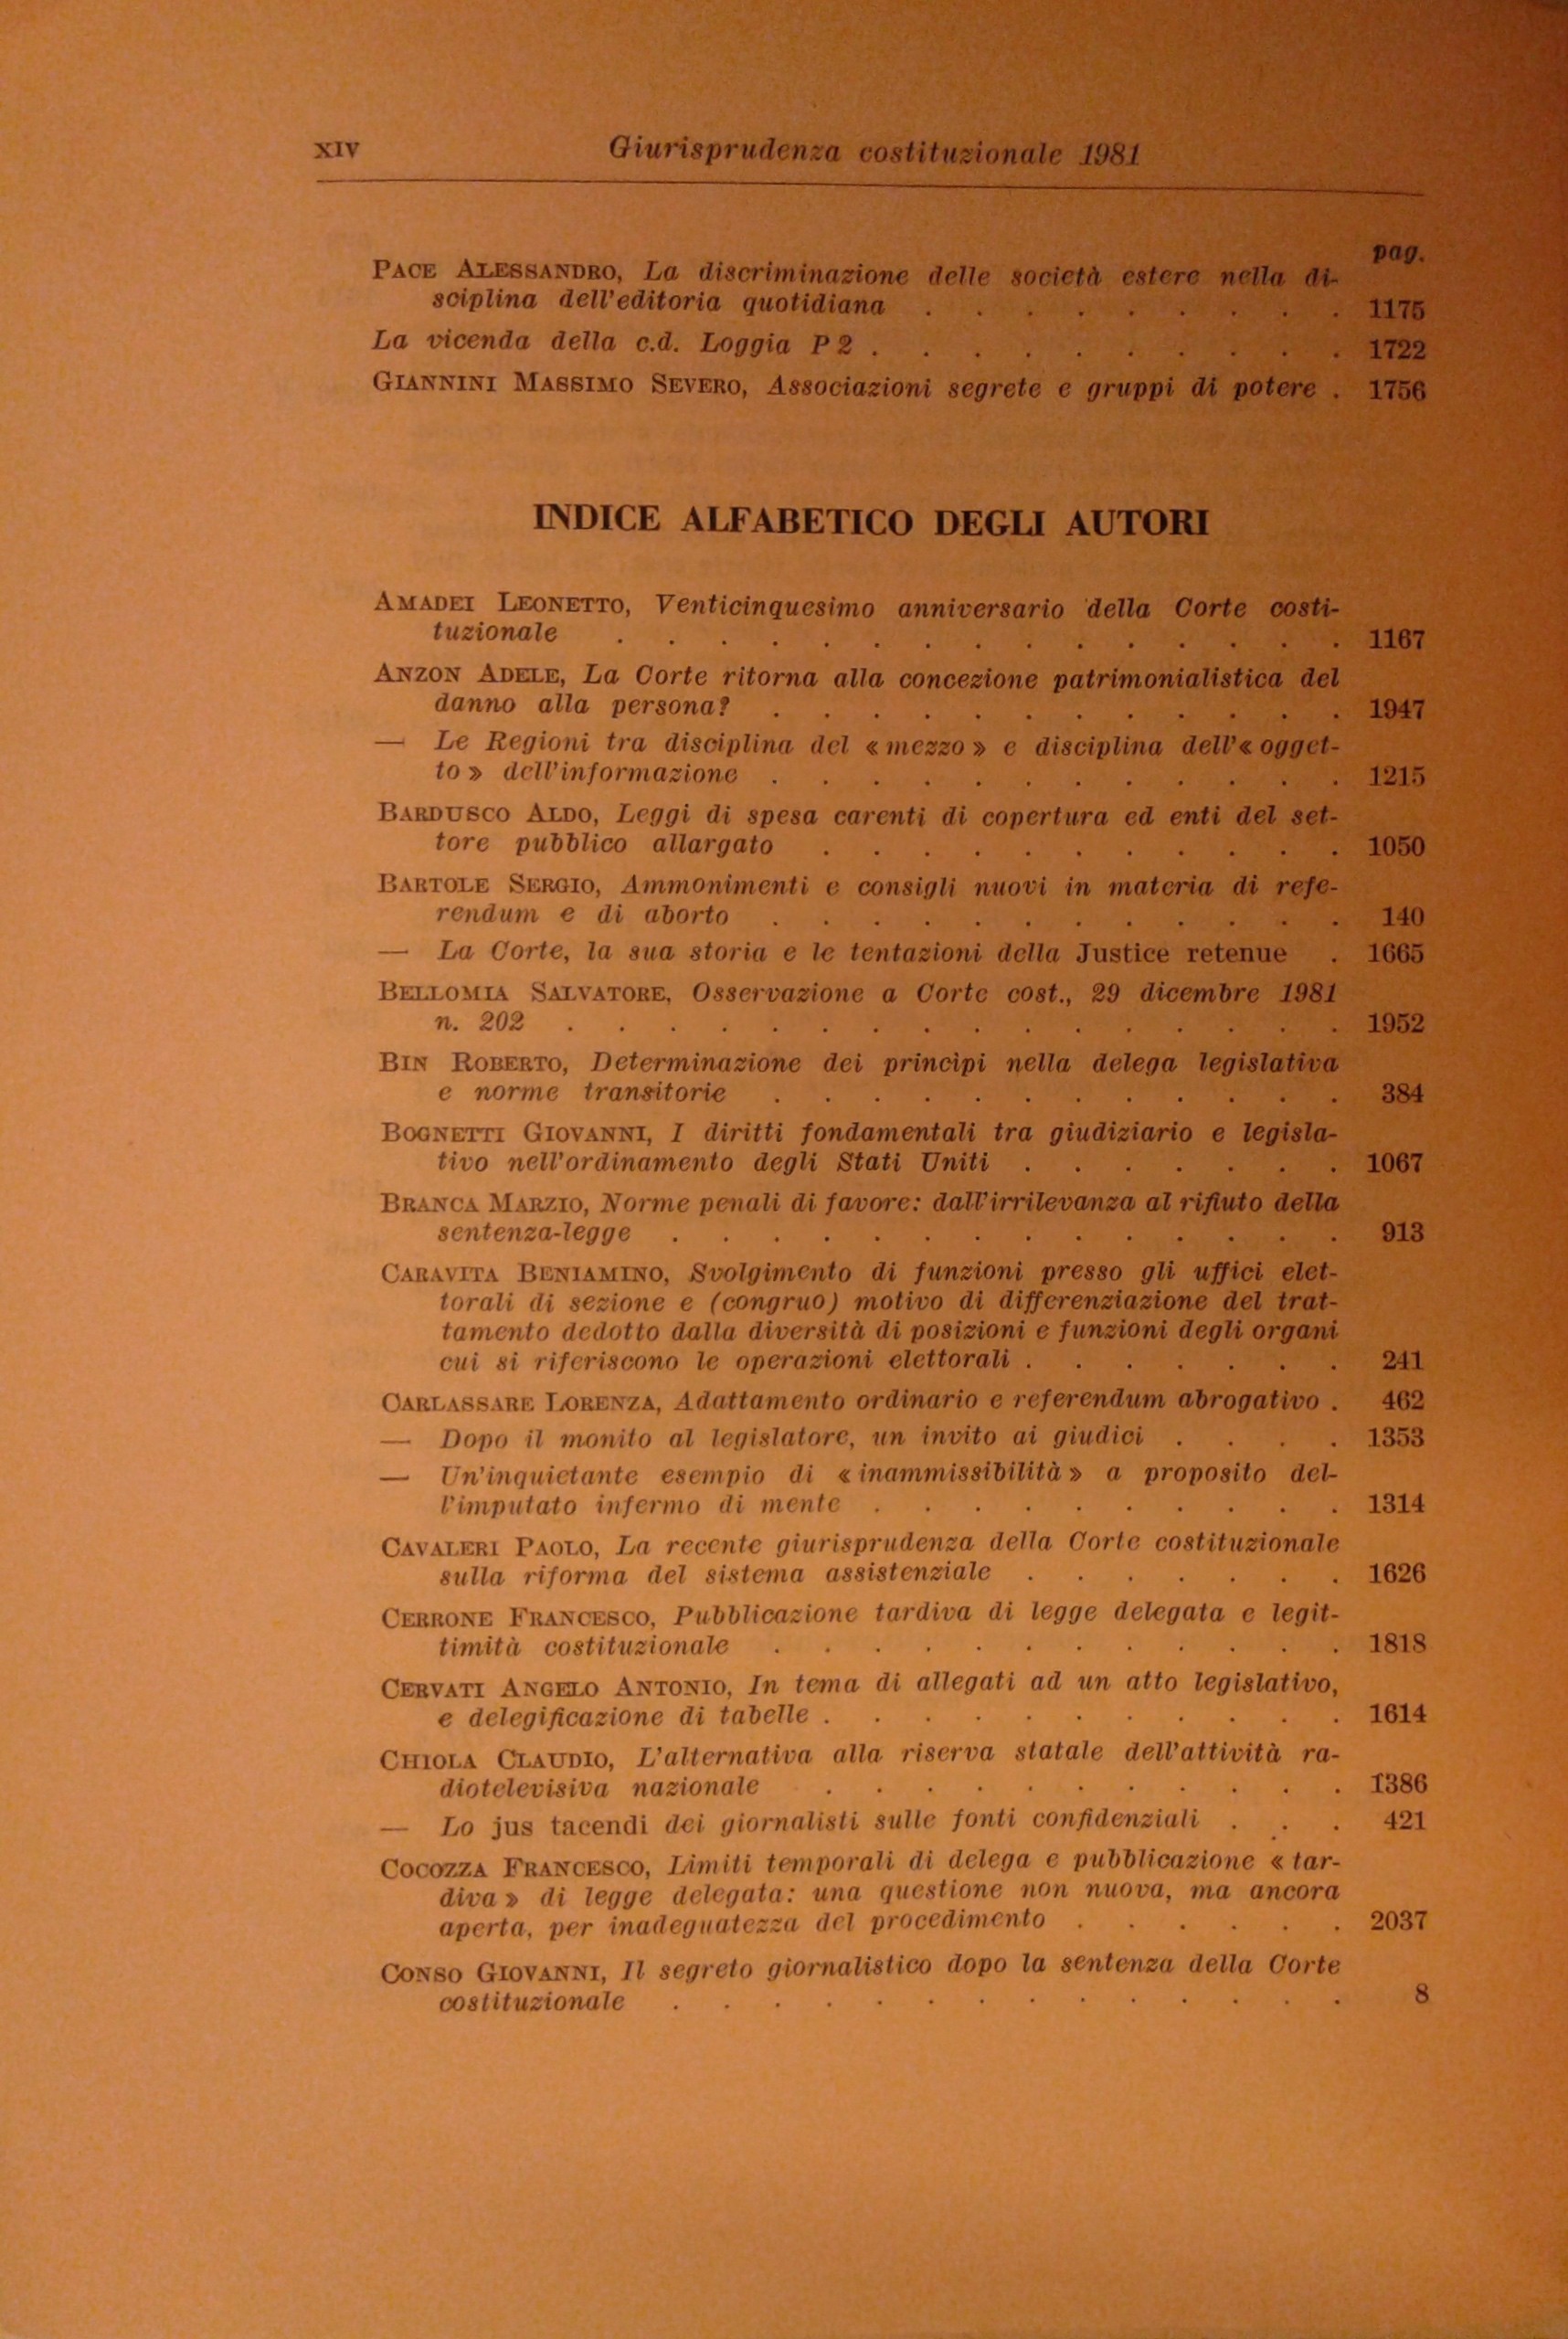 XIV Giurisprudenza costituzionale 1981
pag.
PACE ALESSANDRO, La discriminazione delle società estere nella di-
sciplina dell'editoria quotidiana . . . . . . . . . 1175
La vicenda della c.d. Loggia P 2 . . . . . . . . . . 1722
GIANNINI MASSIMO SEVERO, Associazioni segrete e gruppi di potere . 1756
INDICE ALFABETICO DEGLI AUTORI
AMADEI LEONETTO, Venticinquesimo anniversario della Corte costi-
tuzionale . . . . . . . . . . . . . . . 1167
ANZON ADELE, La Corte ritorna alla concezione patrimonialistica del
danno alla persona? . . . . . . . . . . . . 1947
— Le Regioni tra disciplina del « mezzo » e disciplina dell'« ogget-
to » dell'informazione . . . . . . . . . . . . 1215
BARDUSCO ALDO, Leggi di spesa carenti di copertura ed enti del set-
tore pubblico allargato . . . . . . . . . . . 1050
BARTOLE SERGIO, Ammonimenti e consigli nuovi in materia di refe-
rendum e di aborto . . . . . . . . . . . . 140
— La Corte, la sua storia e le tentazioni della Justice retenue . 1665
BELLOMIA SALVATORE, Osservazione a Corte cost., 29 dicembre 1981
n. 202 . . . . . . . . . . . . . . . . 1952
BIN ROBERTO, Determinazione dei princìpi nella delega legislativa
e norme transitorie . . . . . . . . . . . . 384
BOGNETTI GIOVANNI, I diritti fondamentali tra giudiziario e legisla-
tivo nell'ordinamento degli Stati Uniti . . . . . . . 1067
BRANCA MARZIO, Norme penali di favore: dall'irrilevanza al rifiuto della
sentenza-legge . . . . . . . . . . . . . . 913
CARAVITA BENIAMINO, Svolgimento di funzioni presso gli uffici elet-
torali di sezione e (congruo) motivo di differenziazione del trat-
tamento dedotto dalla diversità di posizioni e funzioni degli organi
cui si riferiscono le operazioni elettorali . . . . . . . 241
CARLASSARE LORENZA, Adattamento ordinario e referendum abrogativo . 462
— Dopo il monito al legislatore, un invito ai giudici . . . . 1353
— Un'inquietante esempio di « inammissibilità » a proposito del-
l'imputato infermo di mente . . . . . . . . . . 1314
CAVALERI PAOLO, La recente giurisprudenza della Corte costituzionale
sulla riforma del sistema assistenziale . . . . . . . 1626
CERRONE FRANCESCO, Pubblicazione tardiva di legge delegata e legit-
timità costituzionale . . . . . . . . . . . . 1818
CERVATI ANGELO ANTONIO, In tema di allegati ad un atto legislativo,
e delegificazione di tabelle . . . . . . . . . . . 1614
CHIOLA CLAUDIO, L'alternativa alla riserva statale dell'attività ra-
diotelevisiva nazionale . . . . . . . . . . . 1386
— Lo jus tacendi dei giornalisti sulle fonti confidenziali . . . 421
COCOZZA FRANCESCO, Limiti temporali di delega e pubblicazione « tar-
diva » di legge delegata: una questione non nuova, ma ancora
aperta, per inadeguatezza del procedimento . . . . . . 2037
CONSO GIOVANNI, Il segreto giornalistico dopo la sentenza della Corte
costituzionale . . . . . . . . . . . . . . 8